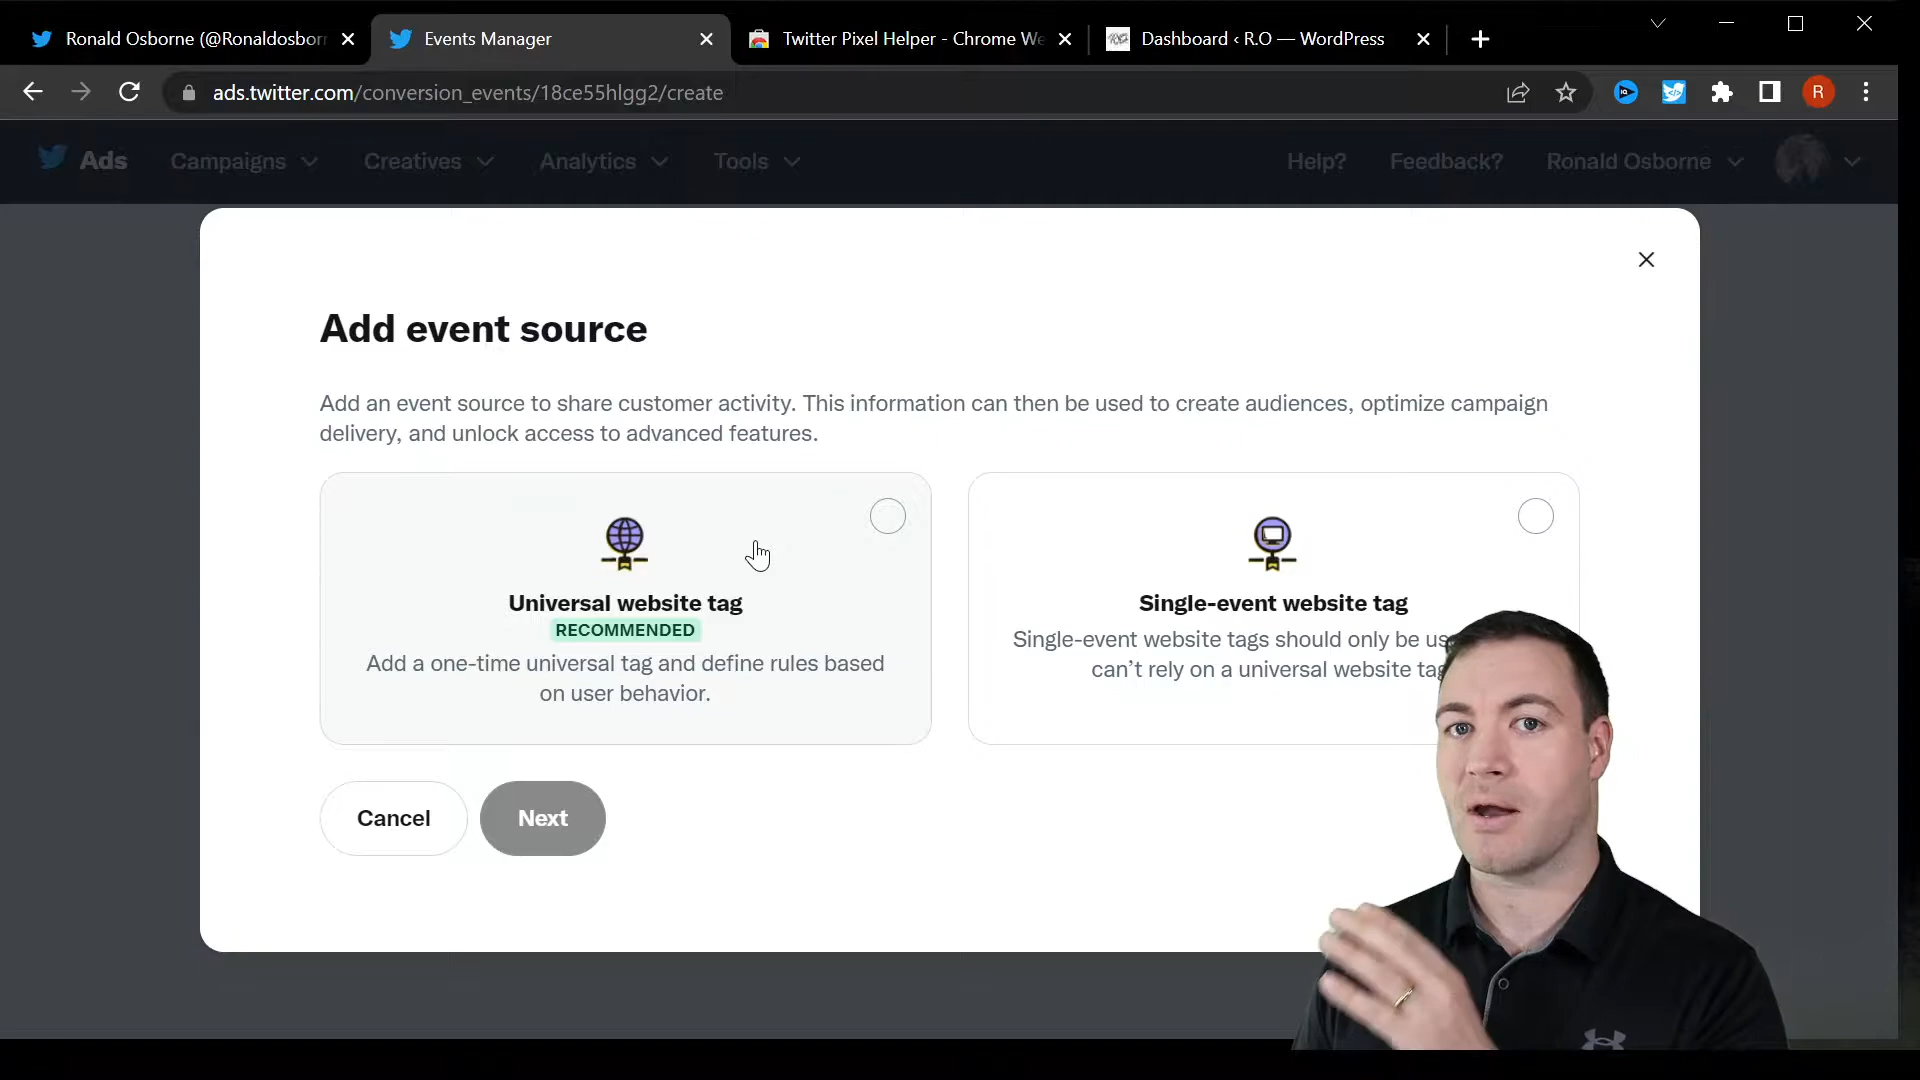 Ronald Osborne (@Ronaldosborn
Events Manager
Twitter Pixel Helper - Chrome We
Dashboard ‹ R.O — WordPress
ads.twitter.com/conversion_events/18ce55hlgg2/create
R
Ads
Campaigns
Creatives
Analytics
Tools
Help?
Feedback?
Ronald Osborne
Add event source
Add an event source to share customer activity. This information can then be used to create audiences, optimize campaign
delivery, and unlock access to advanced features.
Universal website tag
RECOMMENDED
Add a one-time universal tag and define rules based
on user behavior.
Single-event website tag
Single-event website tags should only be
can’t rely on a universal website
Cancel
Next